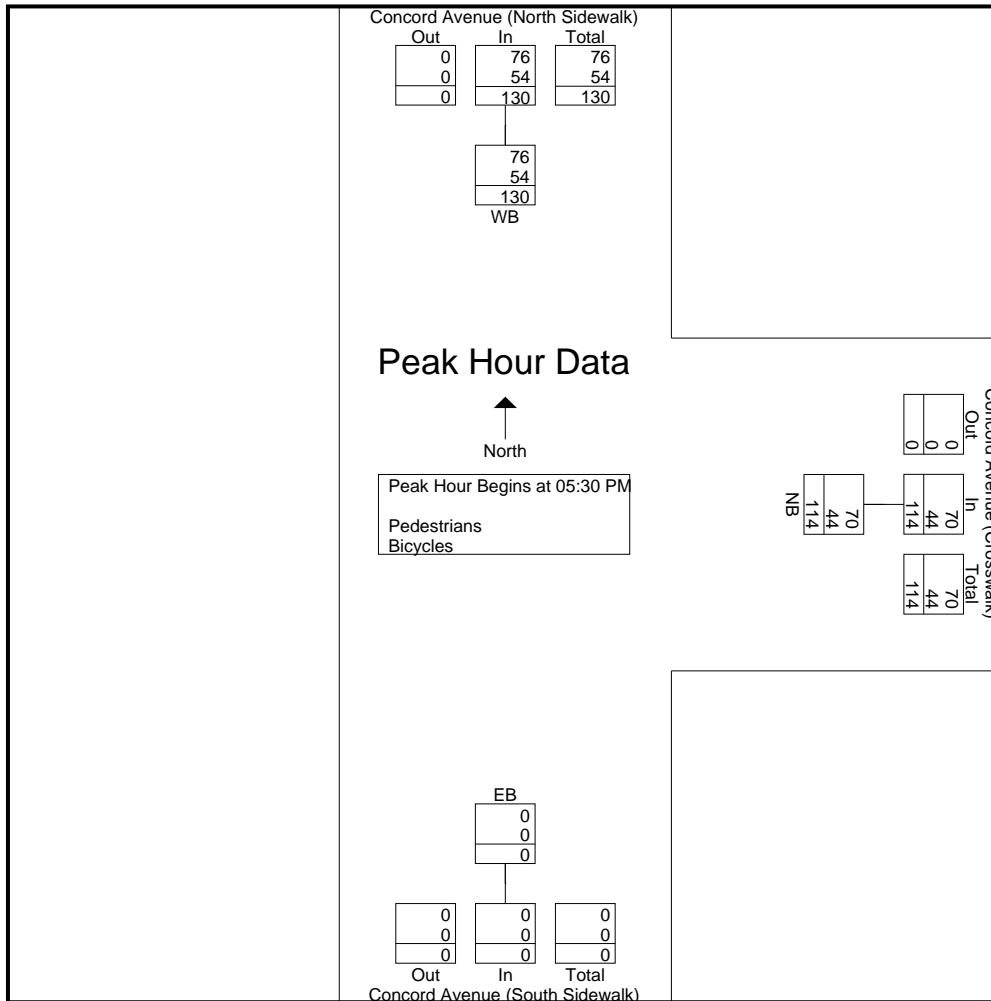 Concord Avenue (North Sidewalk)
Out In Total
0 76 76
0 54 54
0 130 130
76
54
130
WB
Peak Hour Data
North
Peak Hour Begins at 05:30 PM
Pedestrians
Bicycles
Concord Avenue (Crosswalk)
Out In Total
0 70 70
0 44 44
0 114 114
70
44
114
NB
EB
0
0
0
0 0 0
0 0 0
0 0 0
Out In Total
Concord Avenue (South Sidewalk)